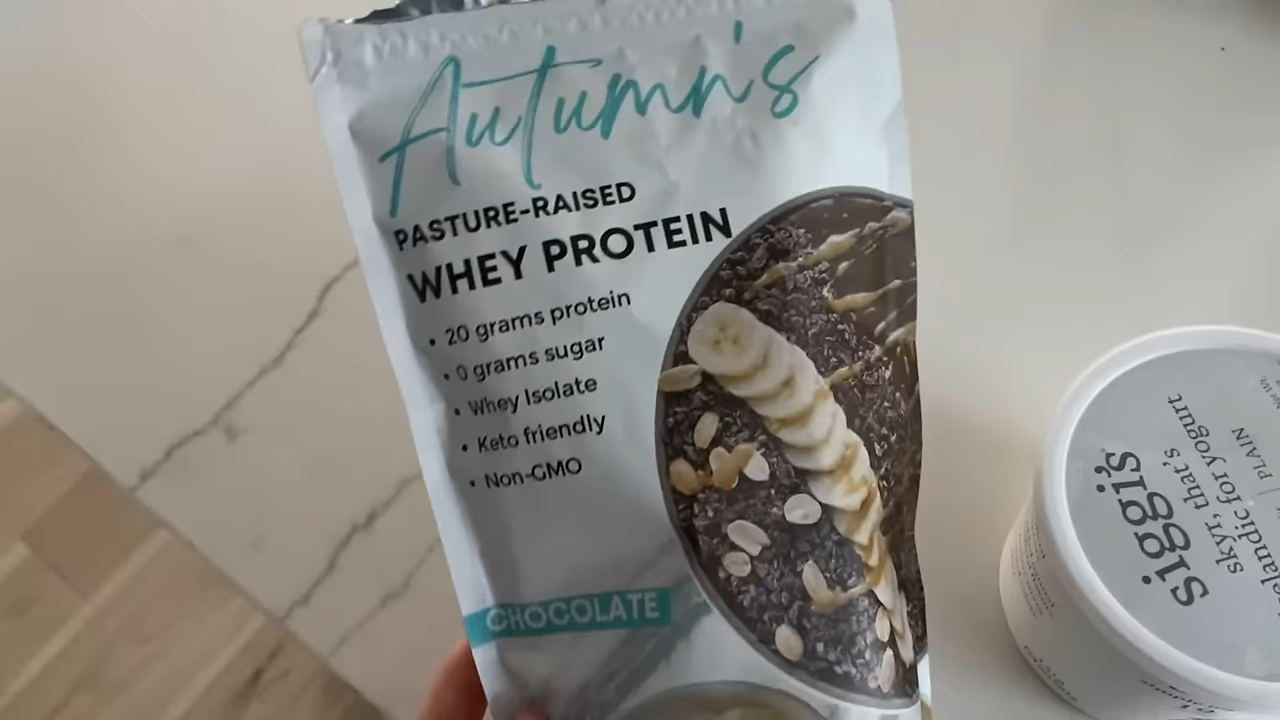 Autumn's
PASTURE-RAISED
WHEY PROTEIN
• 20 grams protein
• 0 grams sugar
• Whey Isolate
• Keto friendly
• Non-GMO
CHOCOLATE
siggi's
skyr, that's
for yogurt
PLAIN